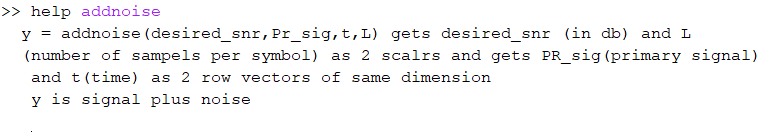 >> help addnoise
y = addnoise(desired_snr,Pr_sig,t,L) gets desired_snr (in db) and L
(number of sampels per symbol) as 2 scalrs and gets PR_sig(primary signal)
and t(time) as 2 row vectors of same dimension
y is signal plus noise